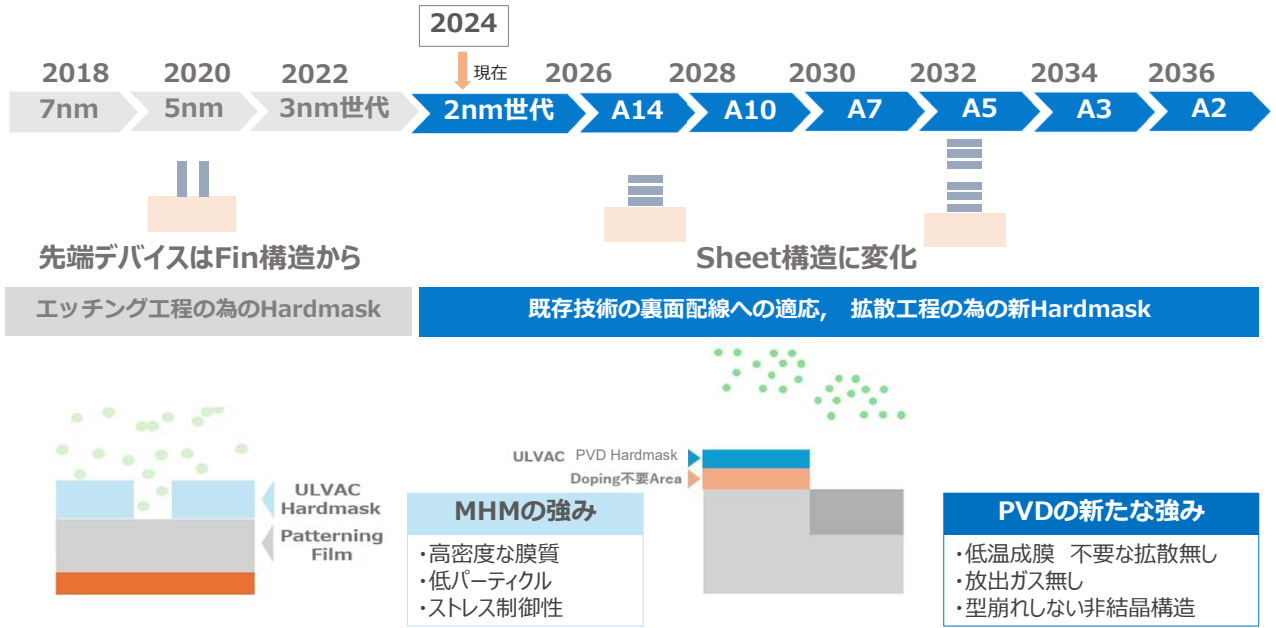 2024
現在
2018 2020 2022 2026 2028 2030 2032 2034 2036
7nm 5nm 3nm世代 2nm世代 A14 A10 A7 A5 A3 A2
先端デバイスはFin構造から
Sheet構造に変化
エッチング工程の為のHardmask
既存技術の裏面配線への適応, 拡散工程の為の新Hardmask
ULVAC
Hardmask
Patterning
Film
MHMの強み
・高密度な膜質
・低パーティクル
・ストレス制御性
ULVAC PVD Hardmask
Doping不要Area
PVDの新たな強み
・低温成膜 不要な拡散無し
・放出ガス無し
・型崩れしない非結晶構造